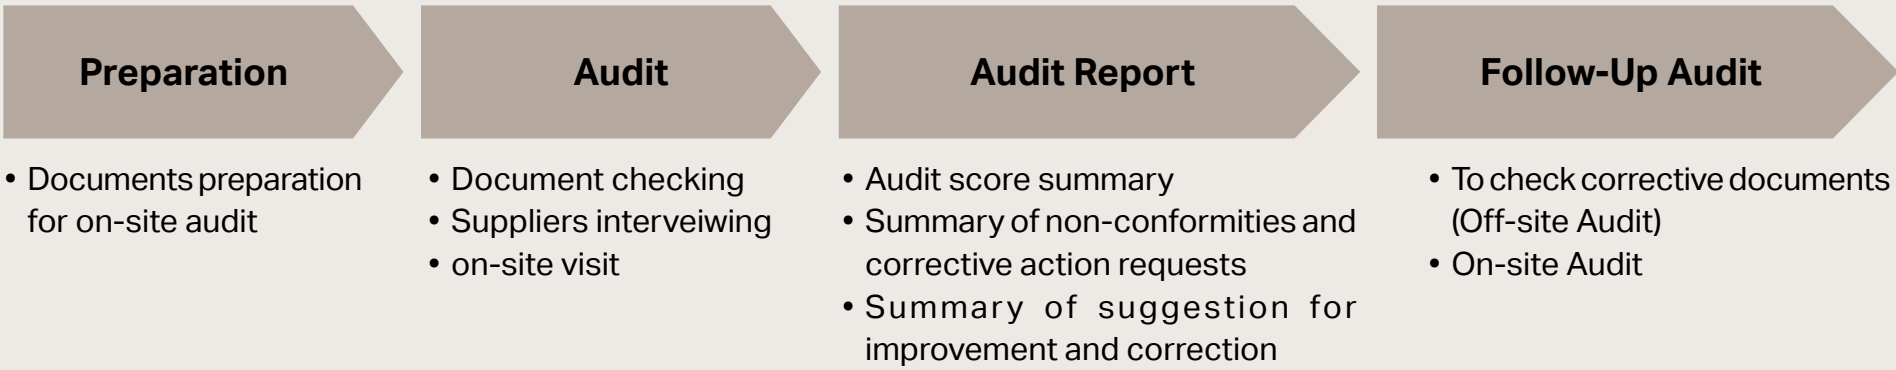 Preparation
• Documents preparation
for on-site audit
Audit
• Document checking
• Suppliers interveiwing
• on-site visit
Audit Report
• Audit score summary
• Summary of non-conformities and
corrective action requests
• Summary of suggestion for
improvement and correction
Follow-Up Audit
• To check corrective documents
(Off-site Audit)
• On-site Audit